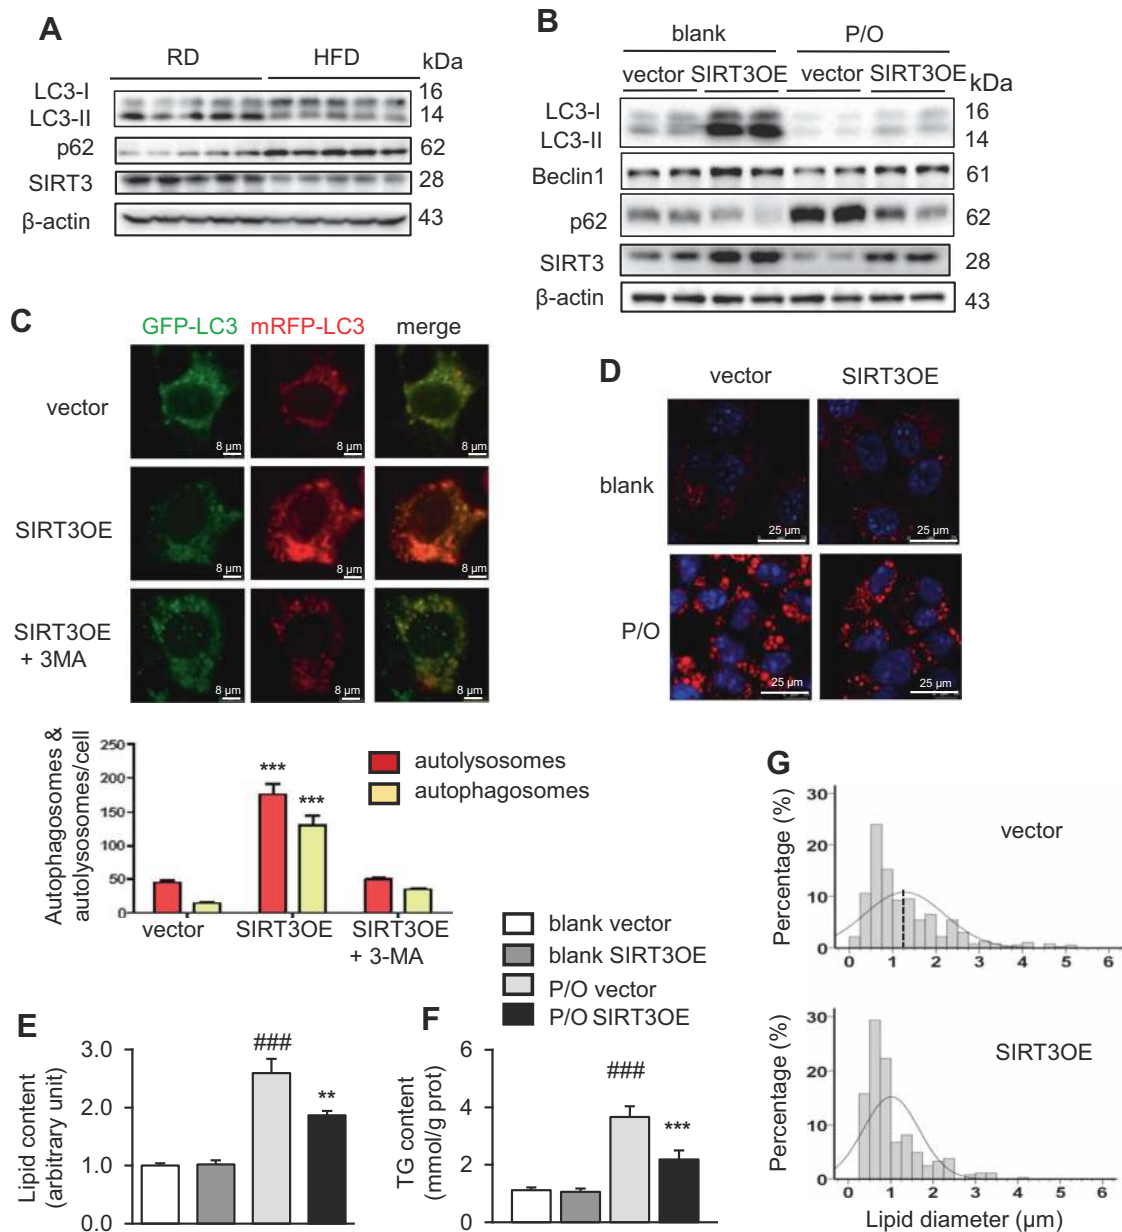 A
RD HFD kDa
LC3-I 16
LC3-II 14
p62 62
SIRT3 28
β-actin 43
B
blank P/O
vector SIRT3OE vector SIRT3OE kDa
LC3-I 16
LC3-II 14
Beclin1 61
p62 62
SIRT3 28
β-actin 43
C
GFP-LC3 mRFP-LC3 merge
vector
8 µm 8 µm 8 µm
SIRT3OE
8 µm 8 µm 8 µm
SIRT3OE
+ 3MA
8 µm 8 µm 8 µm
Autophagosomes &
autolysosomes/cell
250
200
150
100
50
0
*** ***
autolysosomes
autophagosomes
vector SIRT3OE SIRT3OE
+ 3-MA
D
vector SIRT3OE
blank
25 µm 25 µm
P/O
25 µm 25 µm
blank vector
blank SIRT3OE
P/O vector
P/O SIRT3OE
E
Lipid content
(arbitrary unit)
3.0
2.0
1.0
0.0
###
**
F
TG content
(mmol/g prot)
6
4
2
0
###
***
G
Percentage (%)
30
20
10
0
vector
0 1 2 3 4 5 6
Percentage (%)
30
20
10
0
SIRT3OE
0 1 2 3 4 5 6
Lipid diameter (µm)